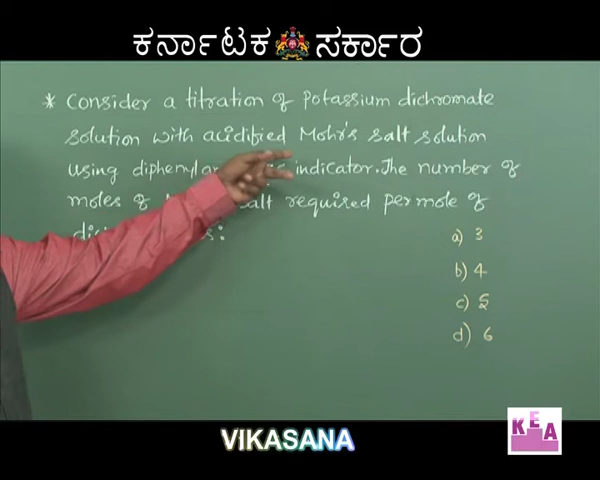 ಕರ್ನಾಟಕ ಸರ್ಕಾರ
* Consider a titration of Potassium dichromate
solution with acidified Mohr's salt solution
using indicator. The number of
moles of salt required per mole of
a) 3
b) 4
c) 5
d) 6
KEA
VIKASANA